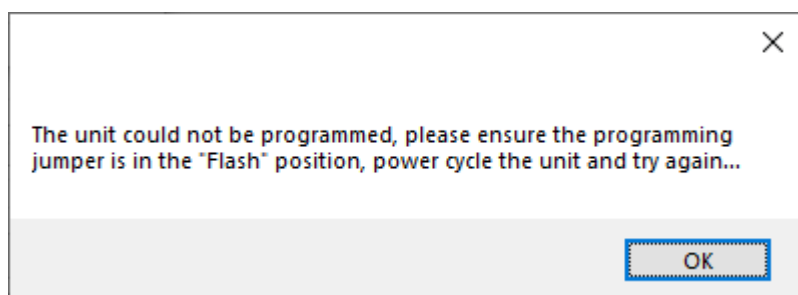 The unit could not be programmed, please ensure the programming
jumper is in the "Flash" position, power cycle the unit and try again...
OK